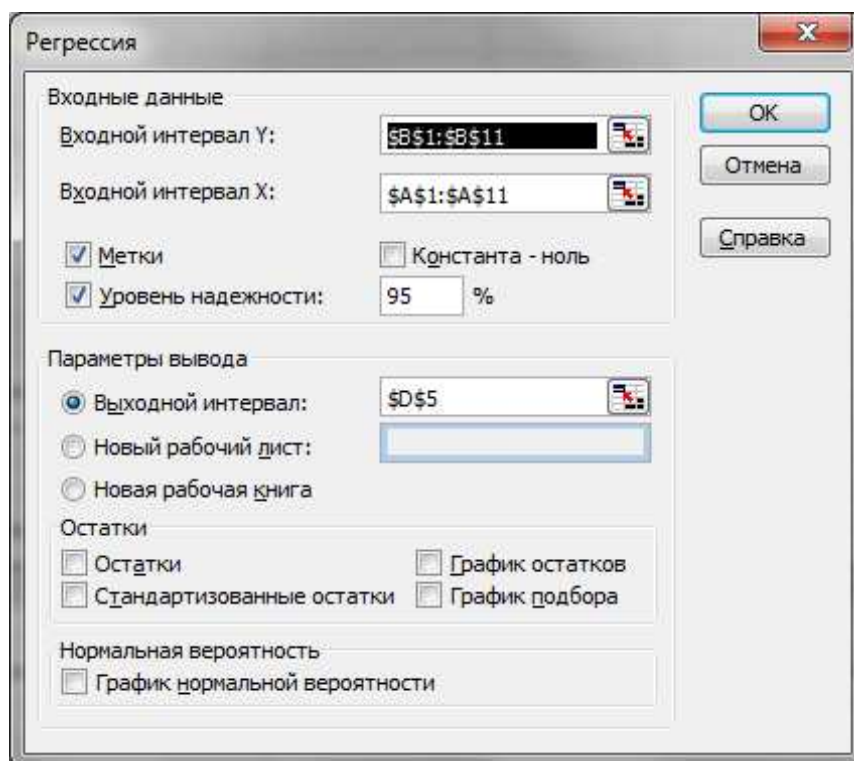 Регрессия
Входные данные
Входной интервал Y: $B$1:$B$11
Входной интервал X: $A$1:$A$11
Метки Константа - ноль
Уровень надежности: 95 %
OK
Отмена
Справка
Параметры вывода
Выходной интервал: $D$5
Новый рабочий лист:
Новая рабочая книга
Остатки
Остатки График остатков
Стандартизованные остатки График подбора
Нормальная вероятность
График нормальной вероятности